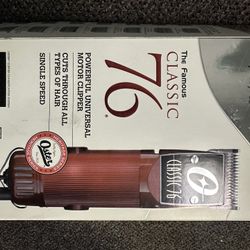 The Famous
CLASSIC
76
POWERFUL UNIVERSAL
MOTOR CLIPPER
CUTS THROUGH ALL
TYPES OF HAIR
SINGLE SPEED
Oster
O
CLASSIC 76